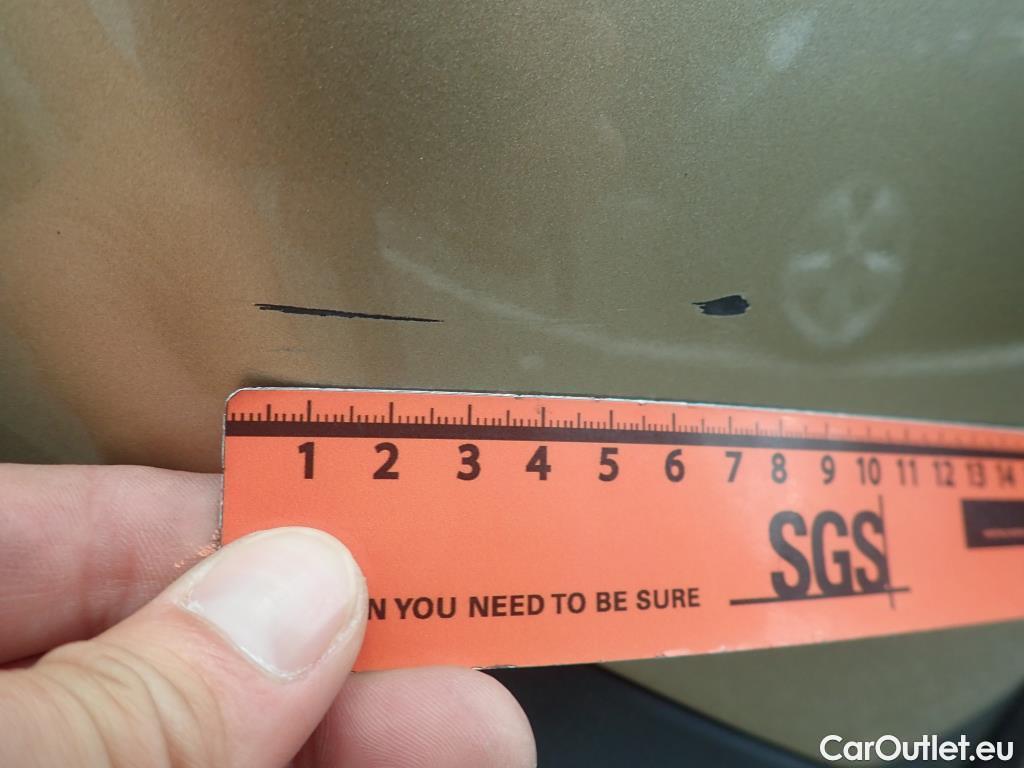 1 2 3 4 5 6 7 8 9 10 11 12 13 14
SGS
N YOU NEED TO BE SURE
CarOutlet.eu